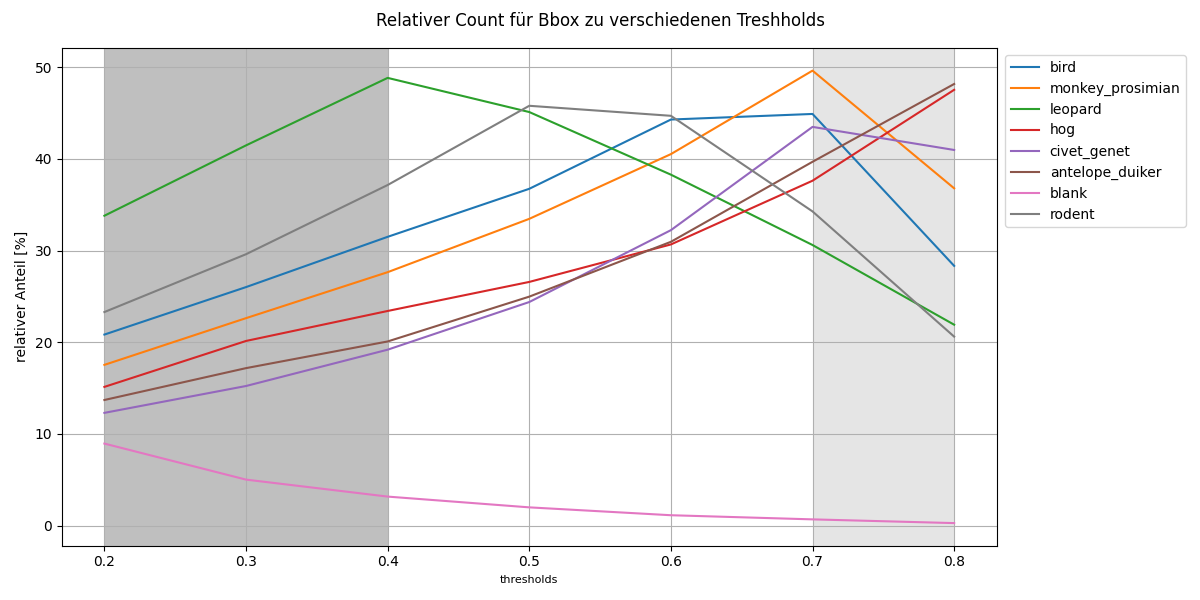 Relativer Count für Bbox zu verschiedenen Treshholds
50
40
30
20
10
0
relativer Anteil [%]
0.2 0.3 0.4 0.5 0.6 0.7 0.8
thresholds
bird
monkey_prosimian
leopard
hog
civet_genet
antelope_duiker
blank
rodent